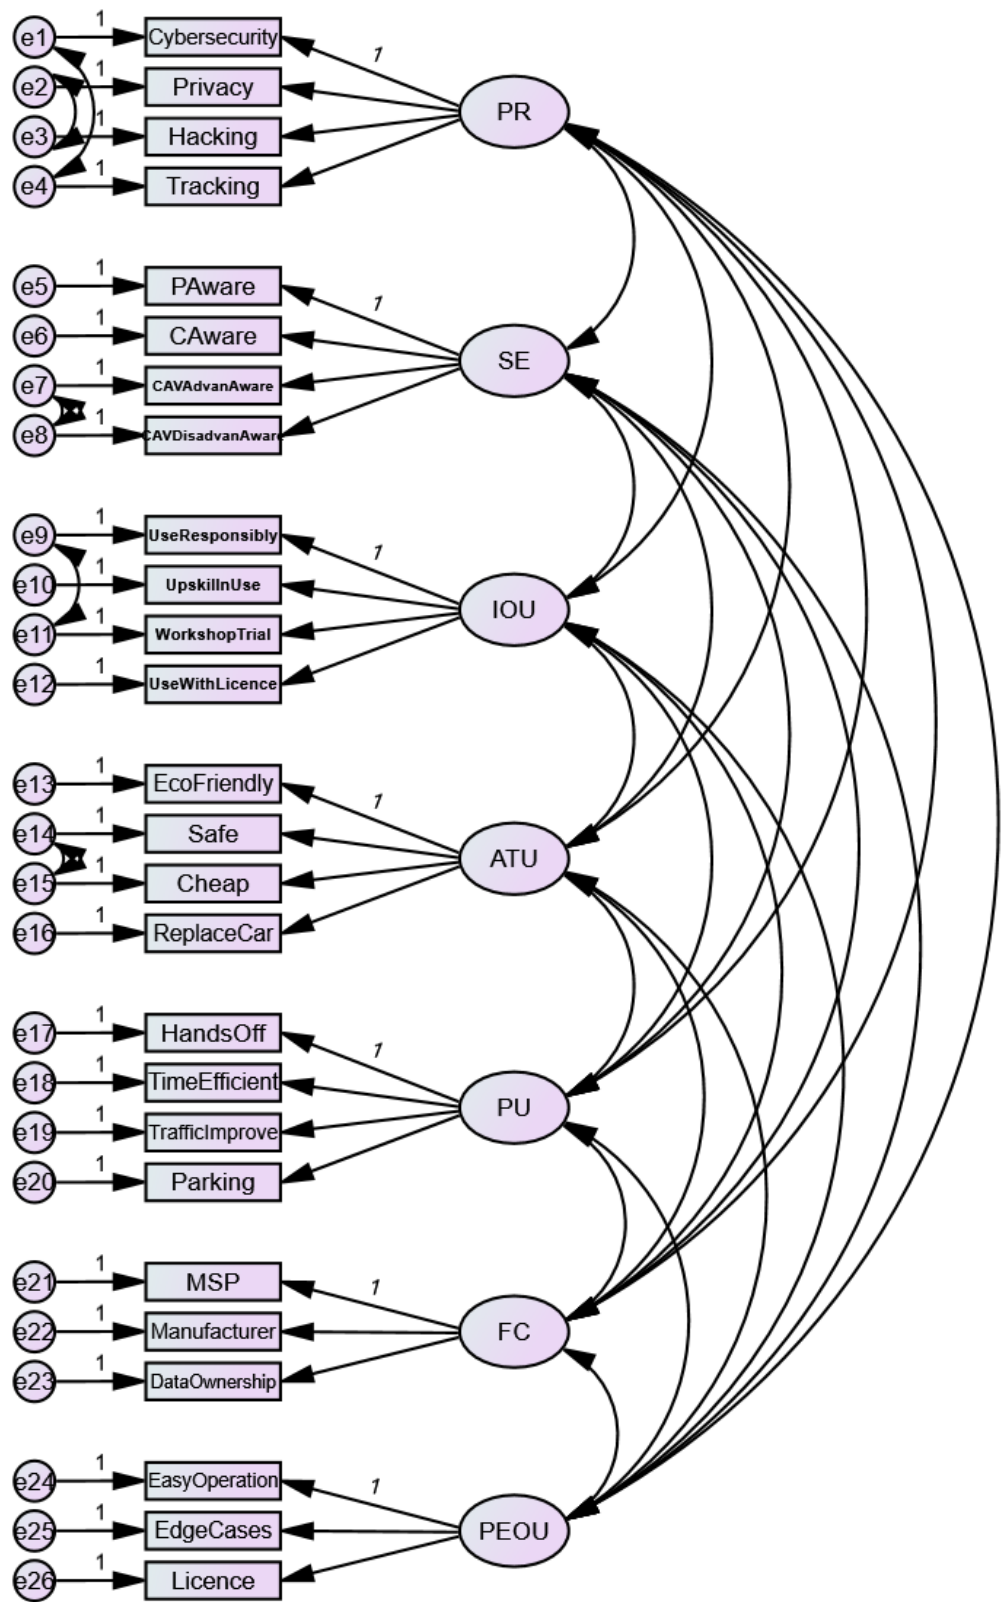 e1 1 Cybersecurity 1
e2 1 Privacy PR
e3 1 Hacking
e4 1 Tracking
e5 1 PAware 1
e6 1 CAware SE
e7 1 CAVAdvanAware
e8 1 CAVDisadvanAware
e9 1 UseResponsibly 1
e10 1 UpskillnUse IOU
e11 1 WorkshopTrial
e12 1 UseWithLicence
e13 1 EcoFriendly 1
e14 1 Safe ATU
e15 1 Cheap
e16 1 ReplaceCar
e17 1 HandsOff 1
e18 1 TimeEfficient PU
e19 1 TrafficImprove
e20 1 Parking
e21 1 MSP 1
e22 1 Manufacturer FC
e23 1 DataOwnership
e24 1 EasyOperation 1
e25 1 EdgeCases PEOU
e26 1 Licence